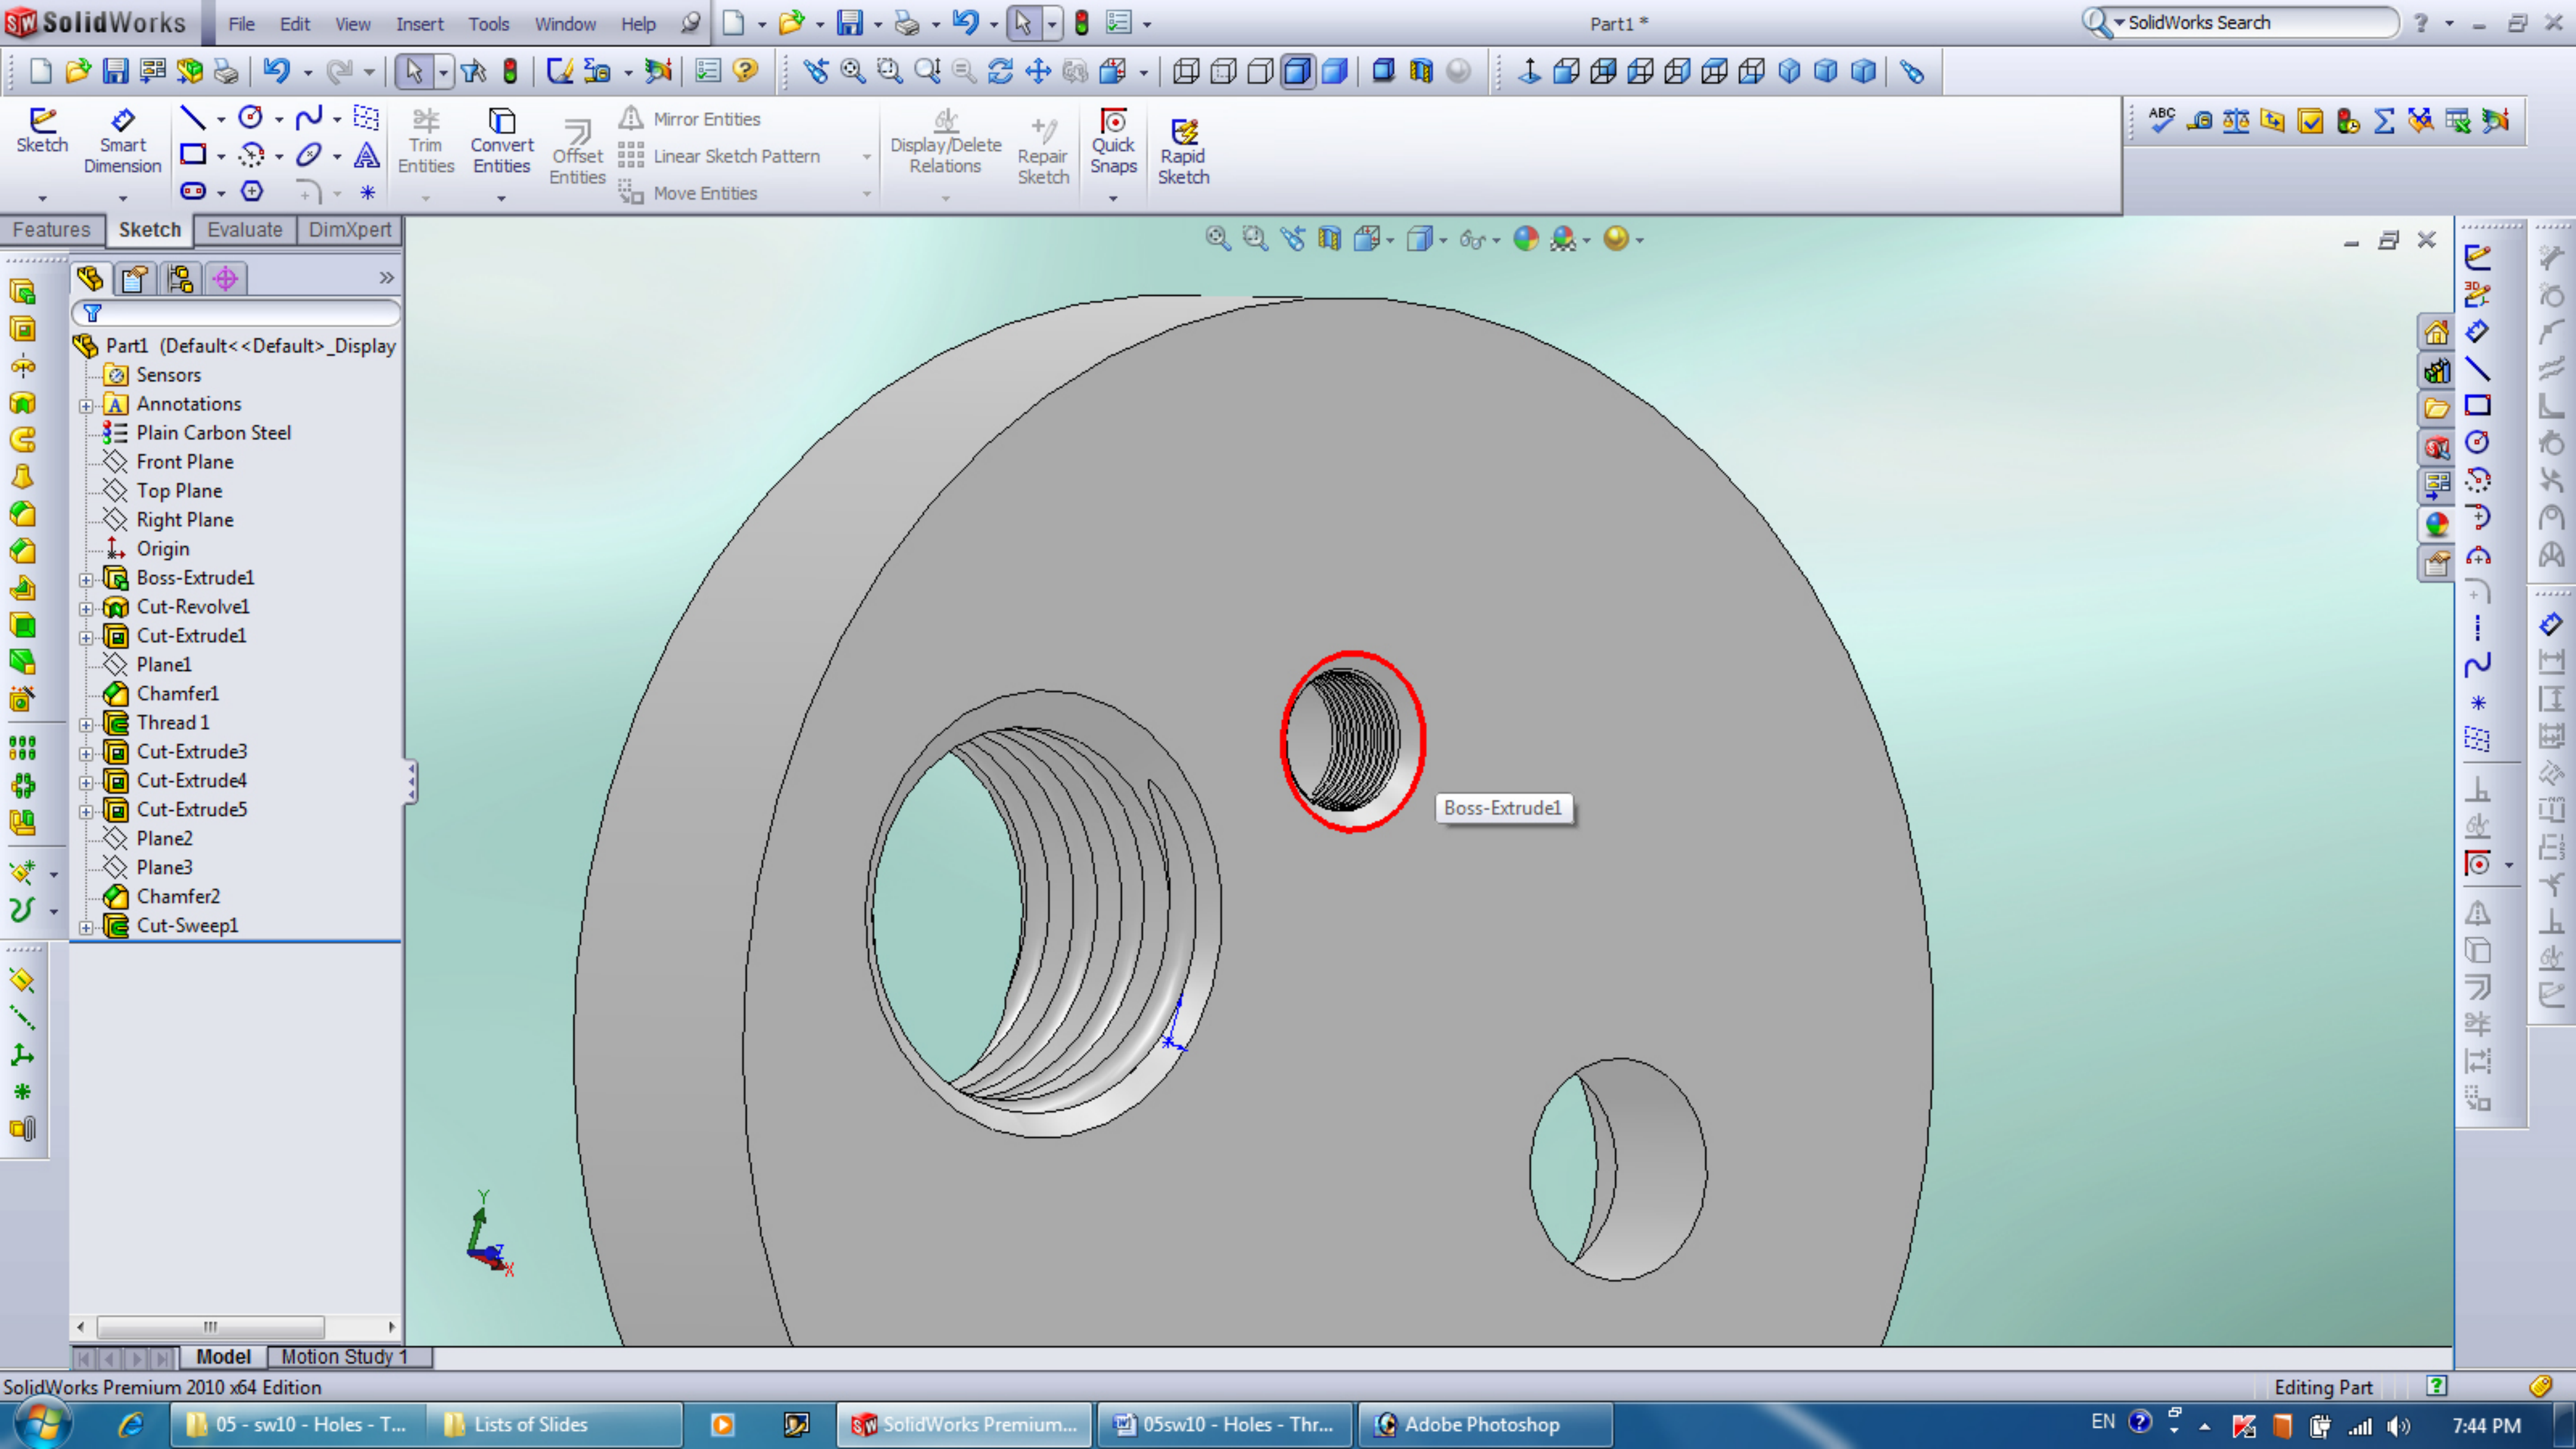 SolidWorks File Edit View Insert Tools Window Help Part1 * SolidWorks Search
Sketch Smart Dimension Trim Entities Convert Entities Offset Entities Mirror Entities Linear Sketch Pattern Move Entities Display/Delete Relations Repair Sketch Quick Snaps Rapid Sketch ABC
Features Sketch Evaluate DimXpert
Part1 (Default<<Default>_Display
Sensors
Annotations
Plain Carbon Steel
Front Plane
Top Plane
Right Plane
Origin
Boss-Extrude1
Cut-Revolve1
Cut-Extrude1
Plane1
Chamfer1
Thread 1
Cut-Extrude3
Cut-Extrude4
Cut-Extrude5
Plane2
Plane3
Chamfer2
Cut-Sweep1
Boss-Extrude1
3D
Y
Z
X
Model Motion Study 1
SolidWorks Premium 2010 x64 Edition Editing Part
05 - sw10 - Holes - T... Lists of Slides SolidWorks Premium... 05sw10 - Holes - Thr... Adobe Photoshop EN 7:44 PM